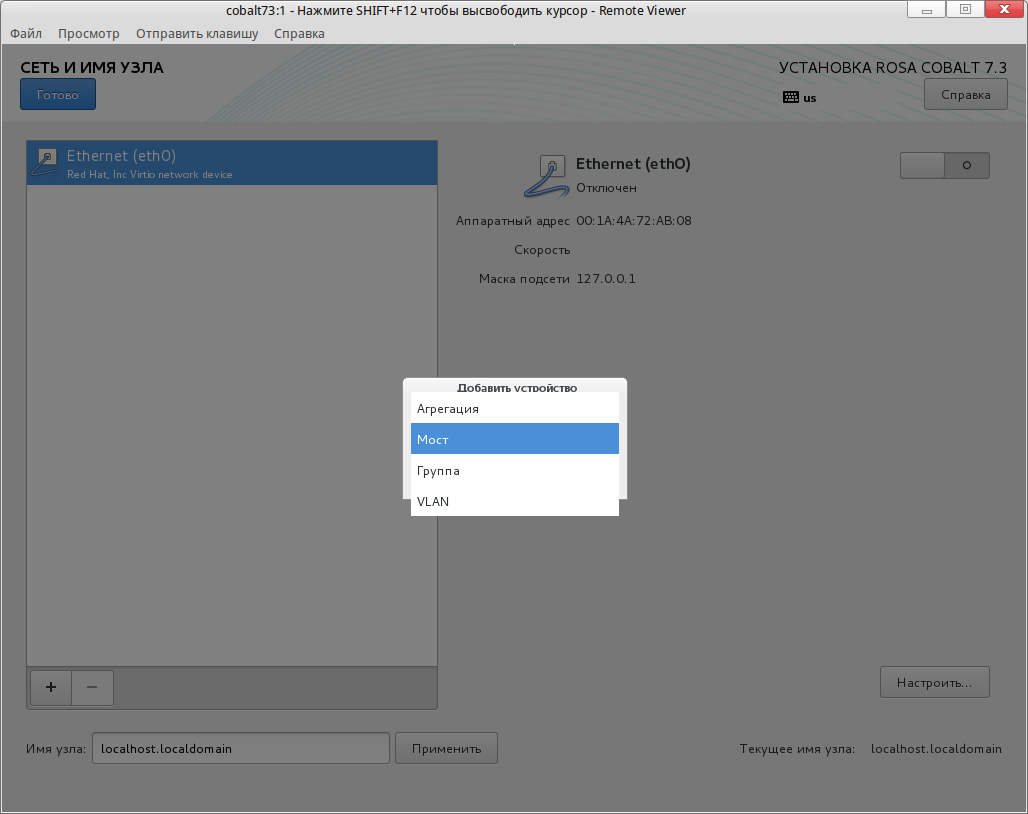 cobalt73:1 - Нажмите SHIFT+F12 чтобы высвободить курсор - Remote Viewer
Файл Просмотр Отправить клавишу Справка
СЕТЬ И ИМЯ УЗЛА
УСТАНОВКА ROSA COBALT 7.3
Готово
us
Справка
Ethernet (eth0)
Red Hat, Inc Virtio network device
Ethernet (eth0)
Отключен
Аппаратный адрес 00:1A:4A:72:AB:08
Скорость
Маска подсети 127.0.0.1
Добавить устройство
Агрегация
Мост
Группа
VLAN
+ −
Настроить...
Имя узла: localhost.localdomain Применить
Текущее имя узла: localhost.localdomain